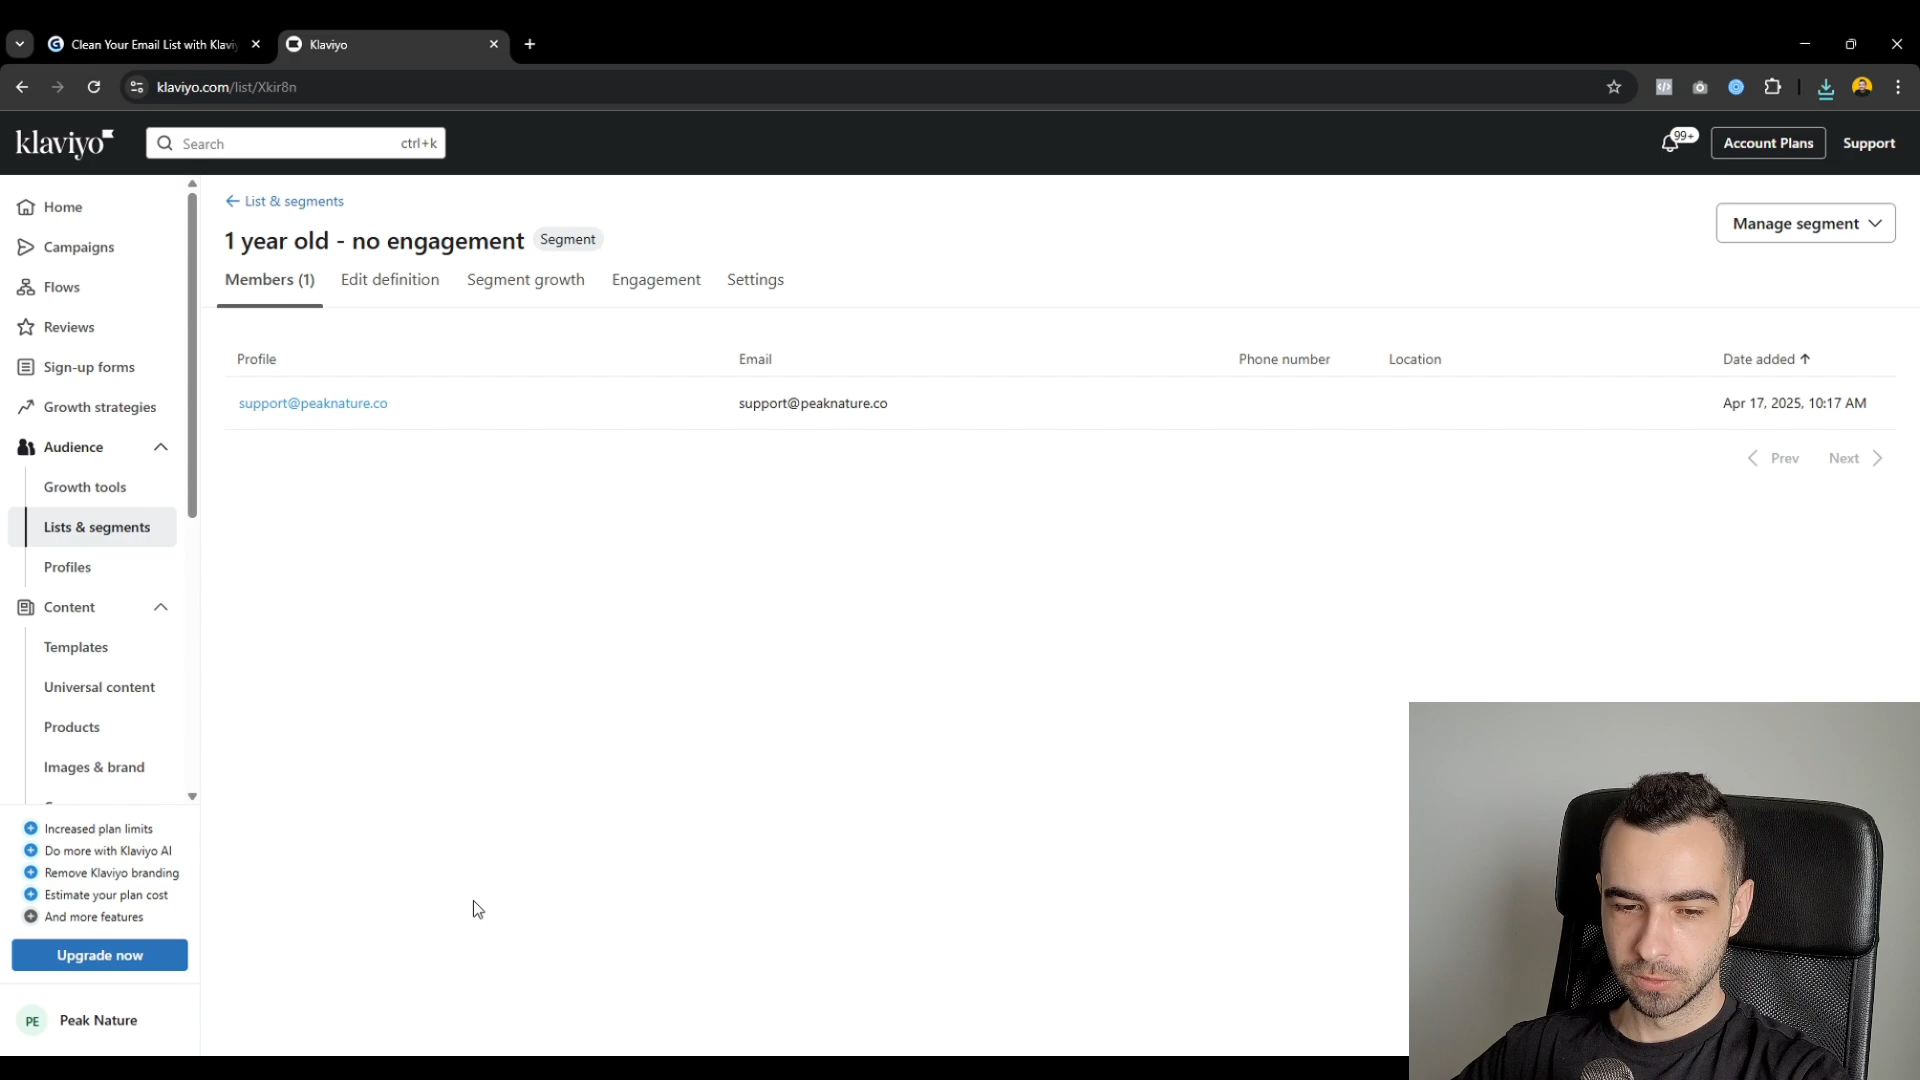 Clean Your Email List with Klaviy
Klaviyo
klaviyo.com/list/Xkir8n
klaviyo
Search
ctrl+k
99+
Account Plans
Support
Home
Campaigns
Flows
Reviews
Sign-up forms
Growth strategies
Audience
Growth tools
Lists & segments
Profiles
Content
Templates
Universal content
Products
Images & brand
Increased plan limits
Do more with Klaviyo AI
Remove Klaviyo branding
Estimate your plan cost
And more features
Upgrade now
PE
Peak Nature
List & segments
1 year old - no engagement
Segment
Manage segment
Members (1)
Edit definition
Segment growth
Engagement
Settings
Profile
Email
Phone number
Location
Date added
support@peaknature.co
support@peaknature.co
Apr 17, 2025, 10:17 AM
Prev
Next